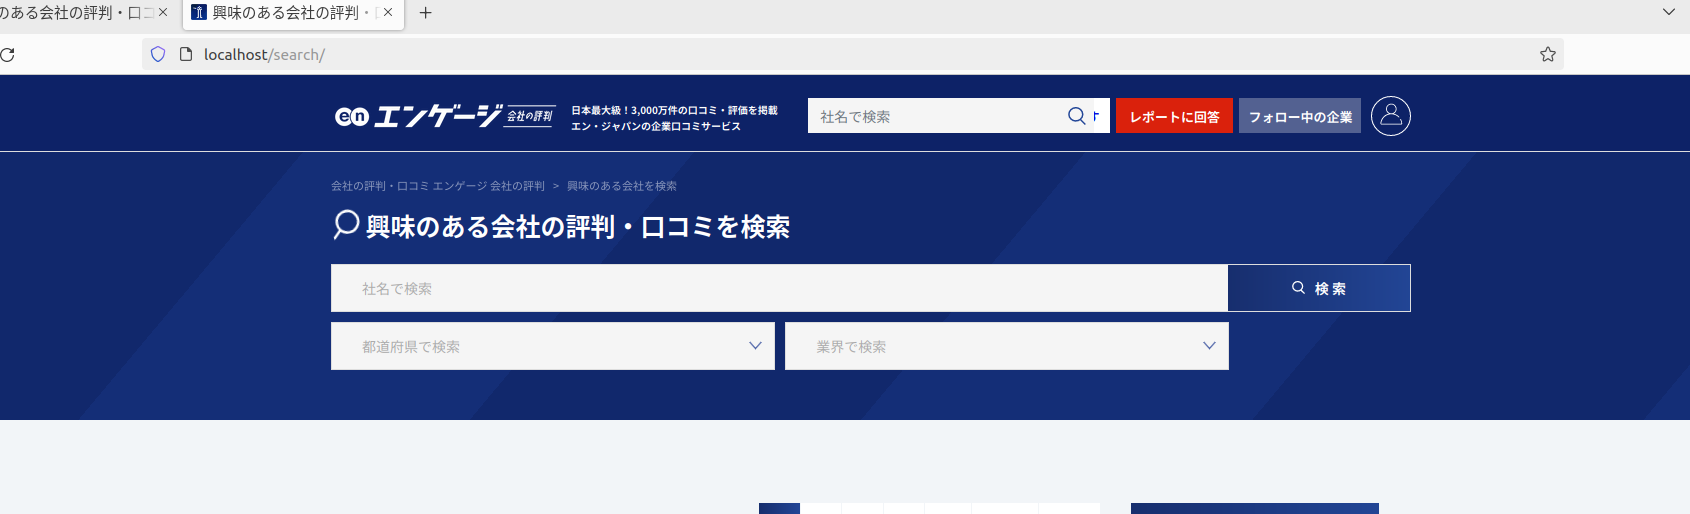 のある会社の評判・口コ
興味のある会社の評判・
localhost/search/
en エンゲージ 会社の評判
日本最大級！3,000万件の口コミ・評価を掲載
エン・ジャパンの企業口コミサービス
社名で検索
す
レポートに回答
フォロー中の企業
会社の評判・口コミ エンゲージ 会社の評判 > 興味のある会社を検索
興味のある会社の評判・口コミを検索
社名で検索
検 索
都道府県で検索
業界で検索